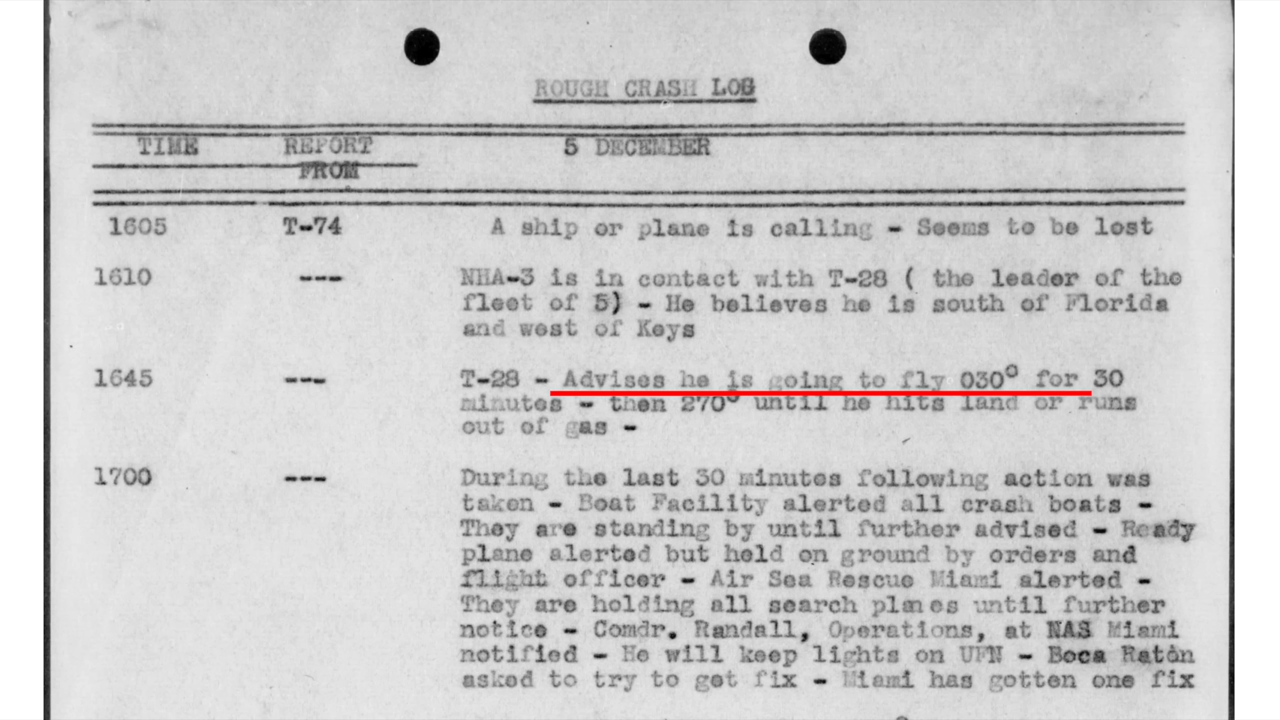 ROUGH CRASH LOG
TIME REPORT FROM 5 DECEMBER
1605 T-74 A ship or plane is calling - Seems to be lost
1610 --- NHA-3 is in contact with T-28 ( the leader of the
fleet of 5) - He believes he is south of Florida
and west of Keys
1645 --- T-28 - Advises he is going to fly 030° for 30
minutes - then 270° until he hits land or runs
out of gas -
1700 --- During the last 30 minutes following action was
taken - Boat Facility alerted all crash boats -
They are standing by until further advised - Ready
plane alerted but held on ground by orders and
flight officer - Air Sea Rescue Miami alerted -
They are holding all search planes until further
notice - Comdr. Randall, Operations, at NAS Miami
notified - He will keep lights on UFN - Boca Raton
asked to try to get fix - Miami has gotten one fix